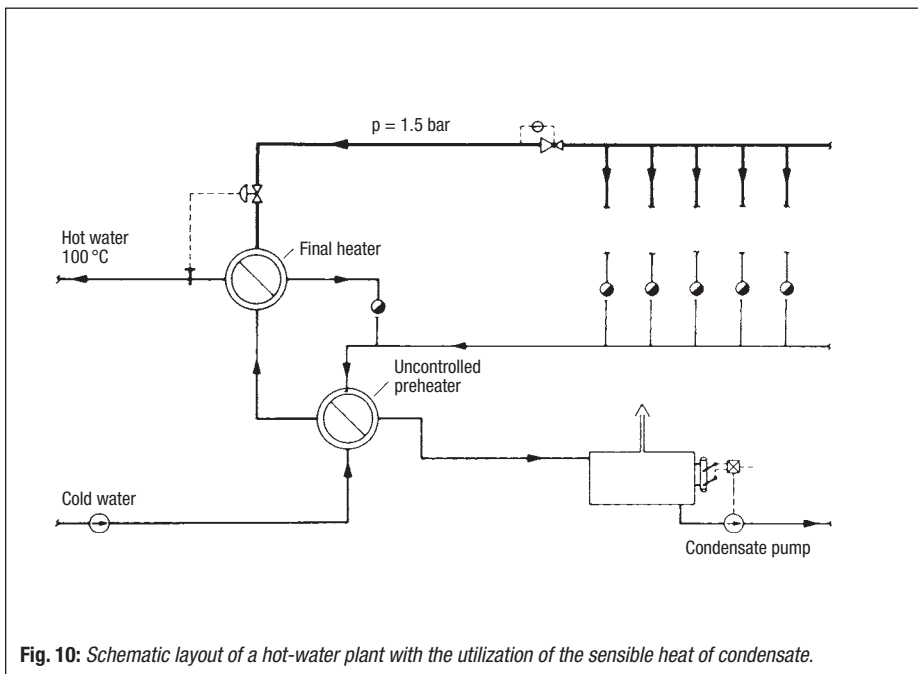 p = 1.5 bar
Hot water
100 °C
Final heater
Uncontrolled
preheater
Cold water
Condensate pump
Fig. 10: Schematic layout of a hot-water plant with the utilization of the sensible heat of condensate.